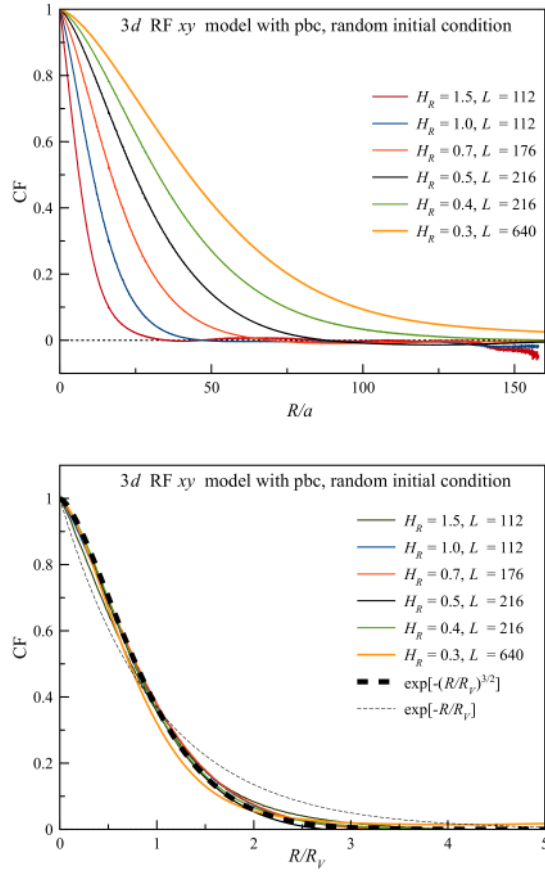 3d RF xy model with pbc, random initial condition
H_R = 1.5, L = 112
H_R = 1.0, L = 112
H_R = 0.7, L = 176
H_R = 0.5, L = 216
H_R = 0.4, L = 216
H_R = 0.3, L = 640
CF
1
0.8
0.6
0.4
0.2
0
0 50 100 150
R/a
3d RF xy model with pbc, random initial condition
H_R = 1.5, L = 112
H_R = 1.0, L = 112
H_R = 0.7, L = 176
H_R = 0.5, L = 216
H_R = 0.4, L = 216
H_R = 0.3, L = 640
exp[-(R/R_V)^{3/2}]
exp[-R/R_V]
CF
1
0.8
0.6
0.4
0.2
0
0 1 2 3 4 5
R/R_V